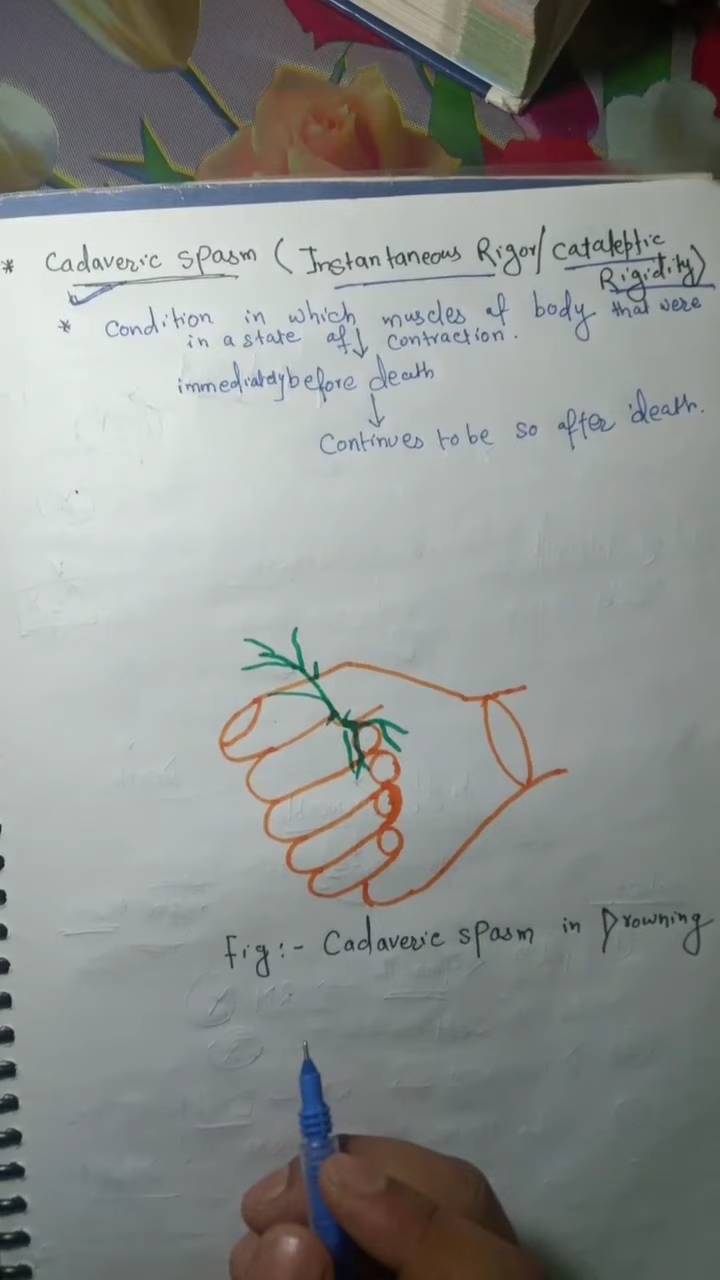 * Cadaveric spasm ( Instantaneous Rigor/ Cataleptic
Rigidity)
* Condition in which muscles of body that were
in a state of ↓ contraction.
immediately before death
↓
Continues to be so after death.
Fig:- Cadaveric spasm in Drowning